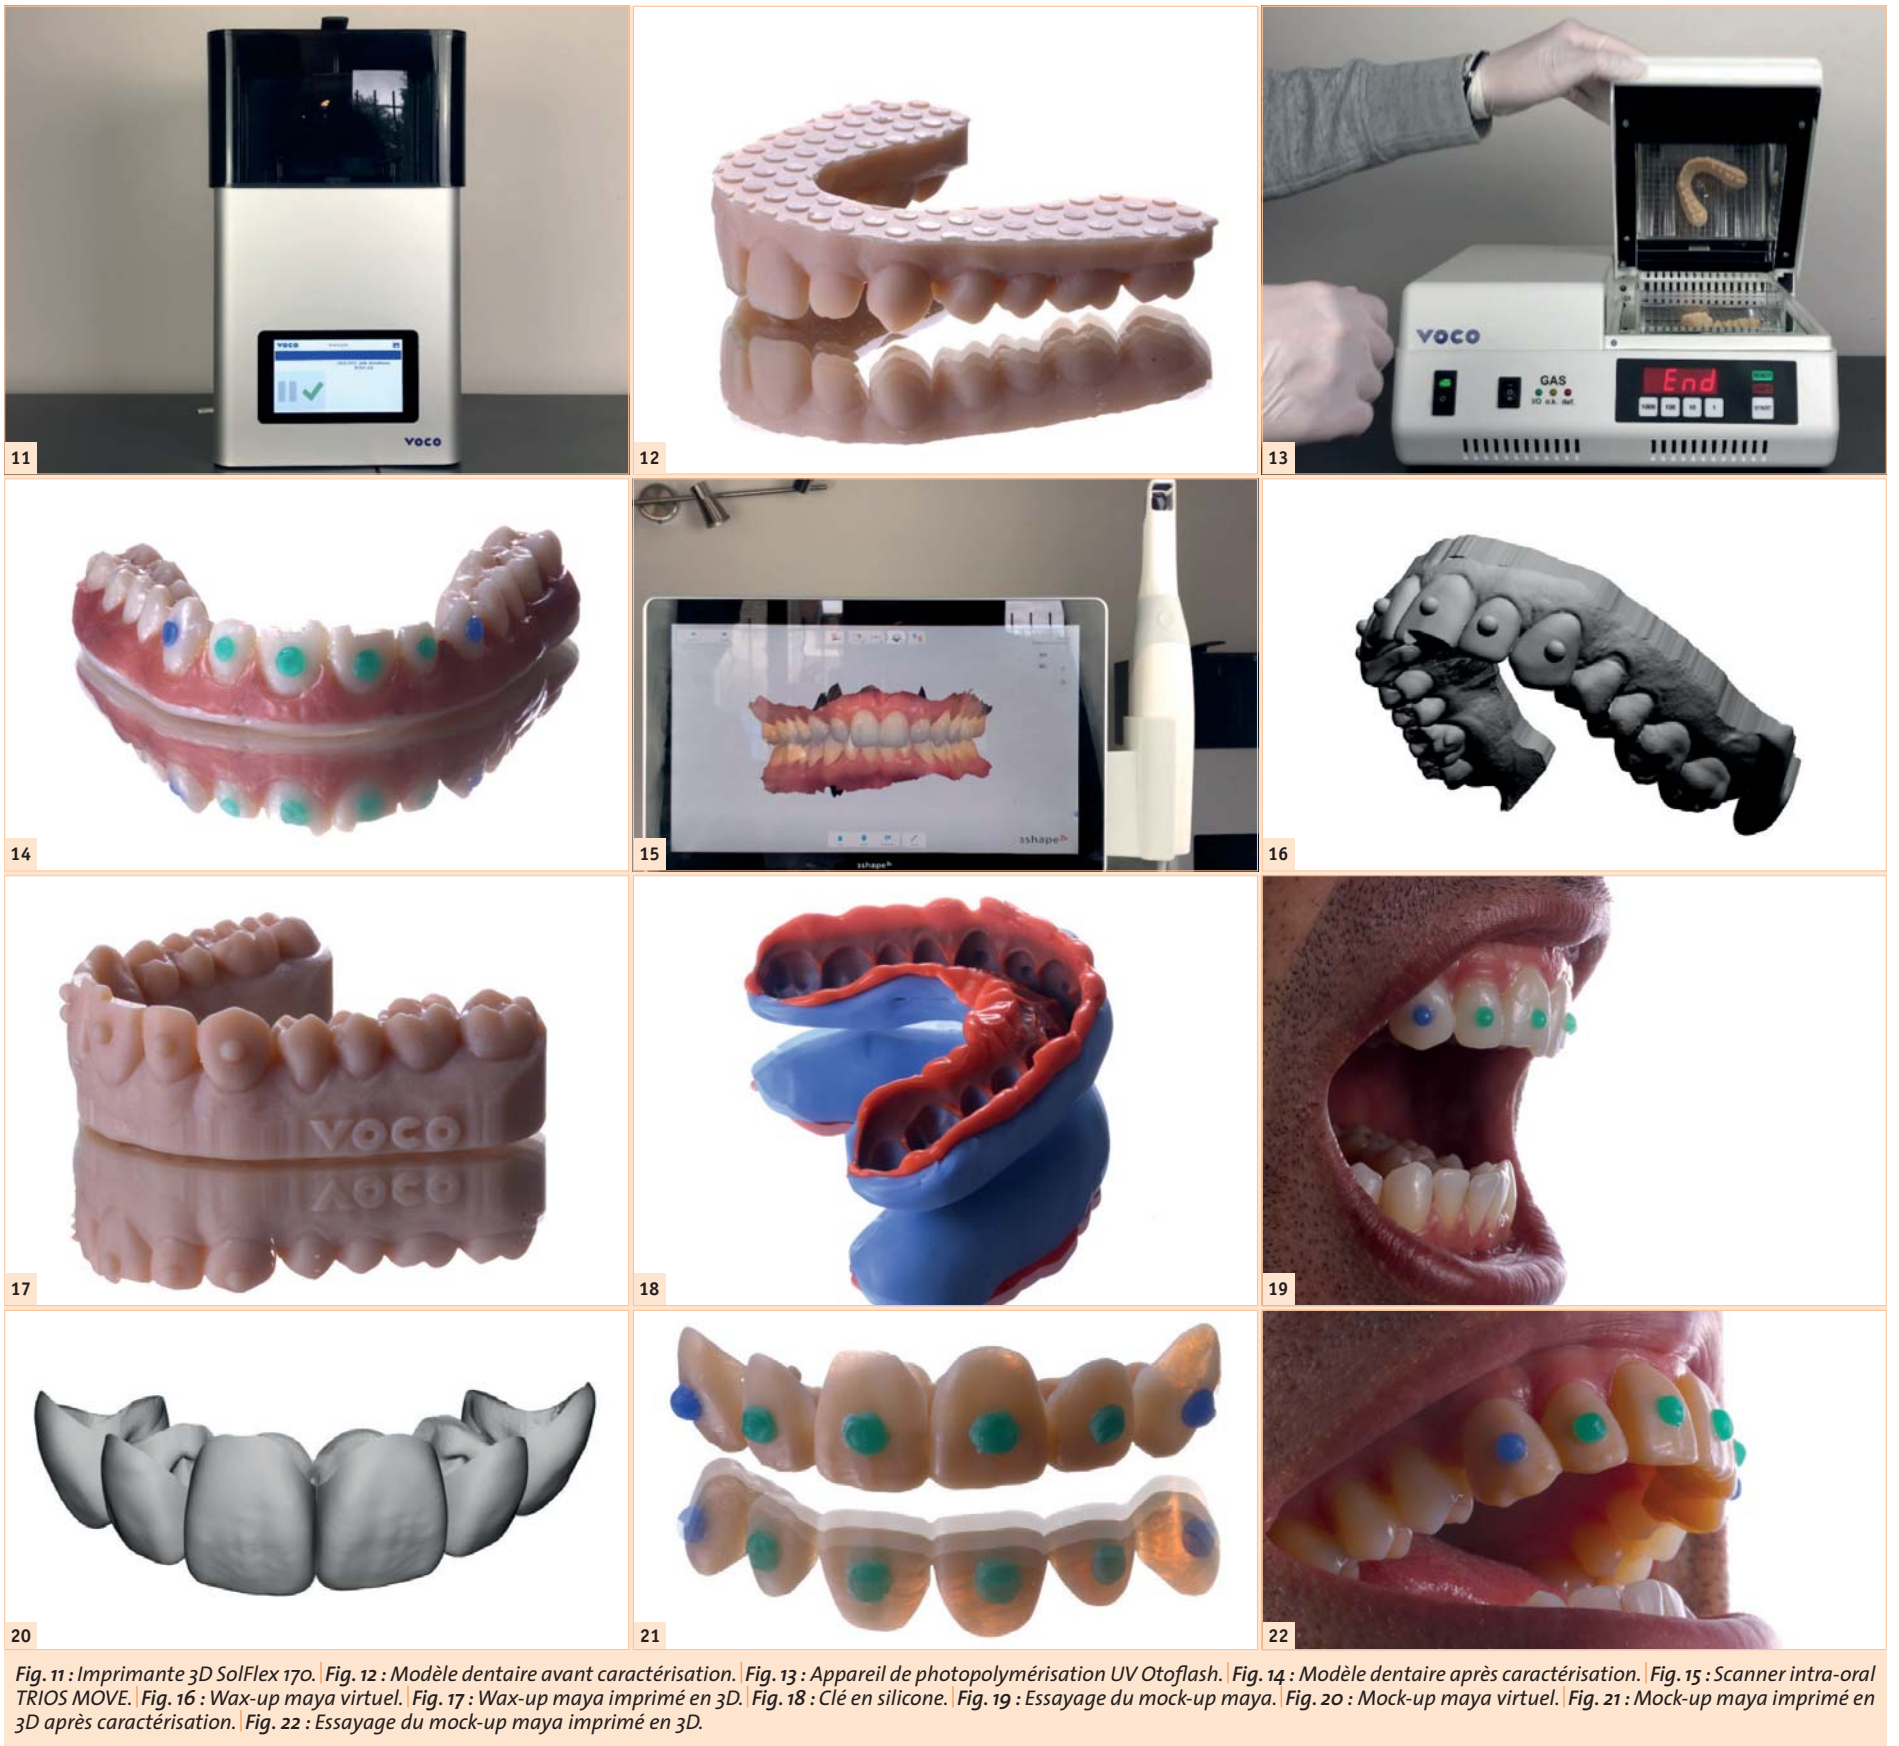 voco
voco
11
12
VOCO
GAS
I/O o.k. def.
End
1000 100 10 1
START
13
14
3shape
3shape
15
16
VOCO
17
18
19
20
21
22
Fig. 11 : Imprimante 3D SolFlex 170. | Fig. 12 : Modèle dentaire avant caractérisation. | Fig. 13 : Appareil de photopolymérisation UV Otoflash. | Fig. 14 : Modèle dentaire après caractérisation. | Fig. 15 : Scanner intra-oral
TRIOS MOVE. | Fig. 16 : Wax-up maya virtuel. | Fig. 17 : Wax-up maya imprimé en 3D. | Fig. 18 : Clé en silicone. | Fig. 19 : Essayage du mock-up maya. | Fig. 20 : Mock-up maya virtuel. | Fig. 21 : Mock-up maya imprimé en
3D après caractérisation. | Fig. 22 : Essayage du mock-up maya imprimé en 3D.